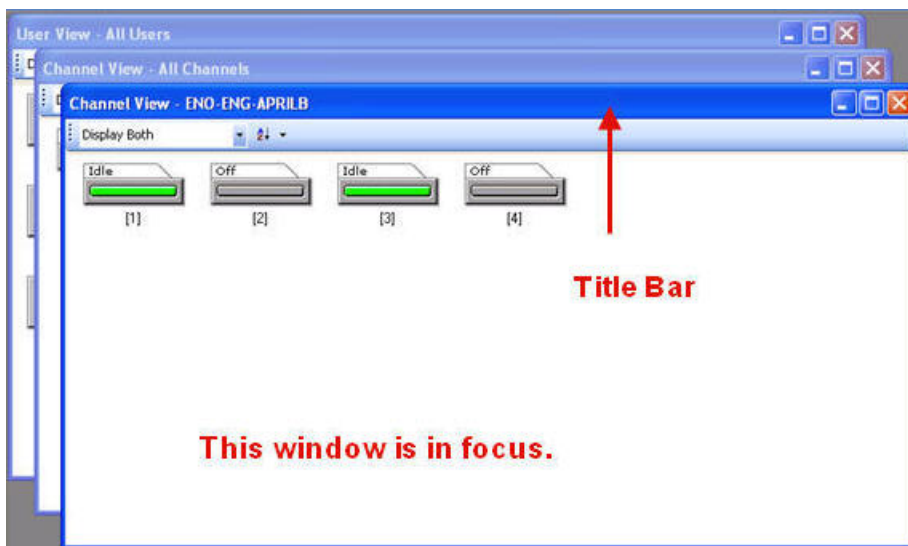 User View - All Users
Channel View - All Channels
Channel View - ENO-ENG-APRILB
Display Both
Idle
Off
Idle
Off
[1]
[2]
[3]
[4]
Title Bar
This window is in focus.